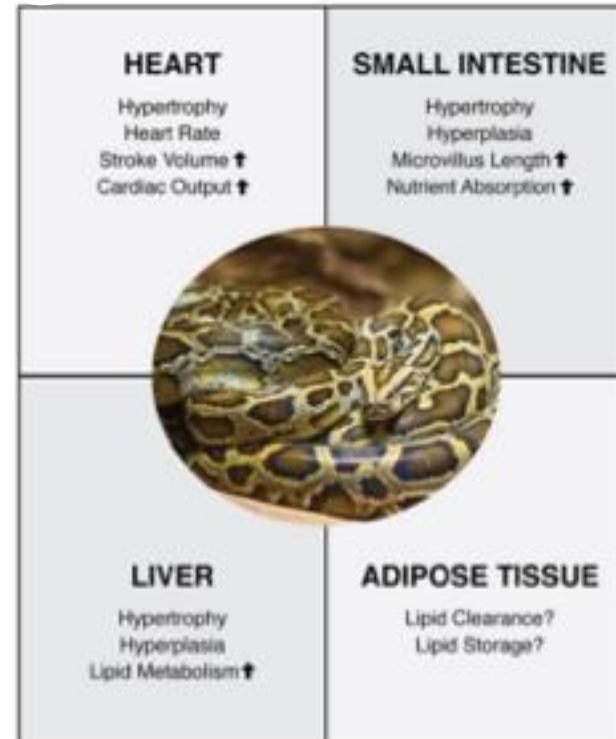 HEART
Hypertrophy
Heart Rate
Stroke Volume ⬆
Cardiac Output ⬆
SMALL INTESTINE
Hypertrophy
Hyperplasia
Microvillus Length ⬆
Nutrient Absorption ⬆
LIVER
Hypertrophy
Hyperplasia
Lipid Metabolism ⬆
ADIPOSE TISSUE
Lipid Clearance?
Lipid Storage?